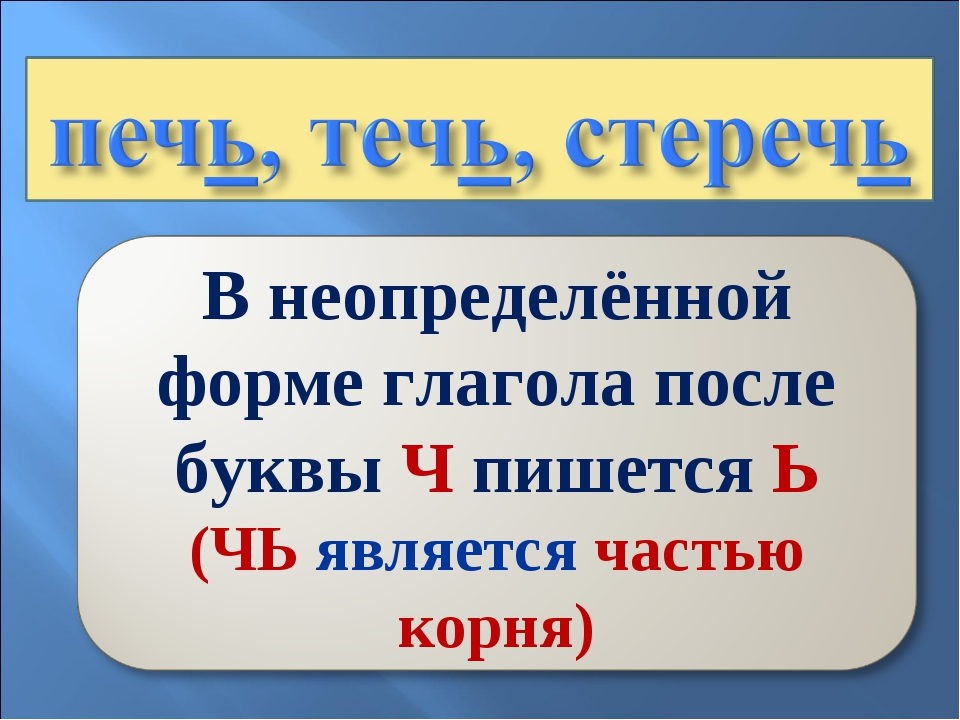 печь, течь, стеречь
В неопределённой
форме глагола после
буквы Ч пишется Ь
(ЧЬ является частью
корня)